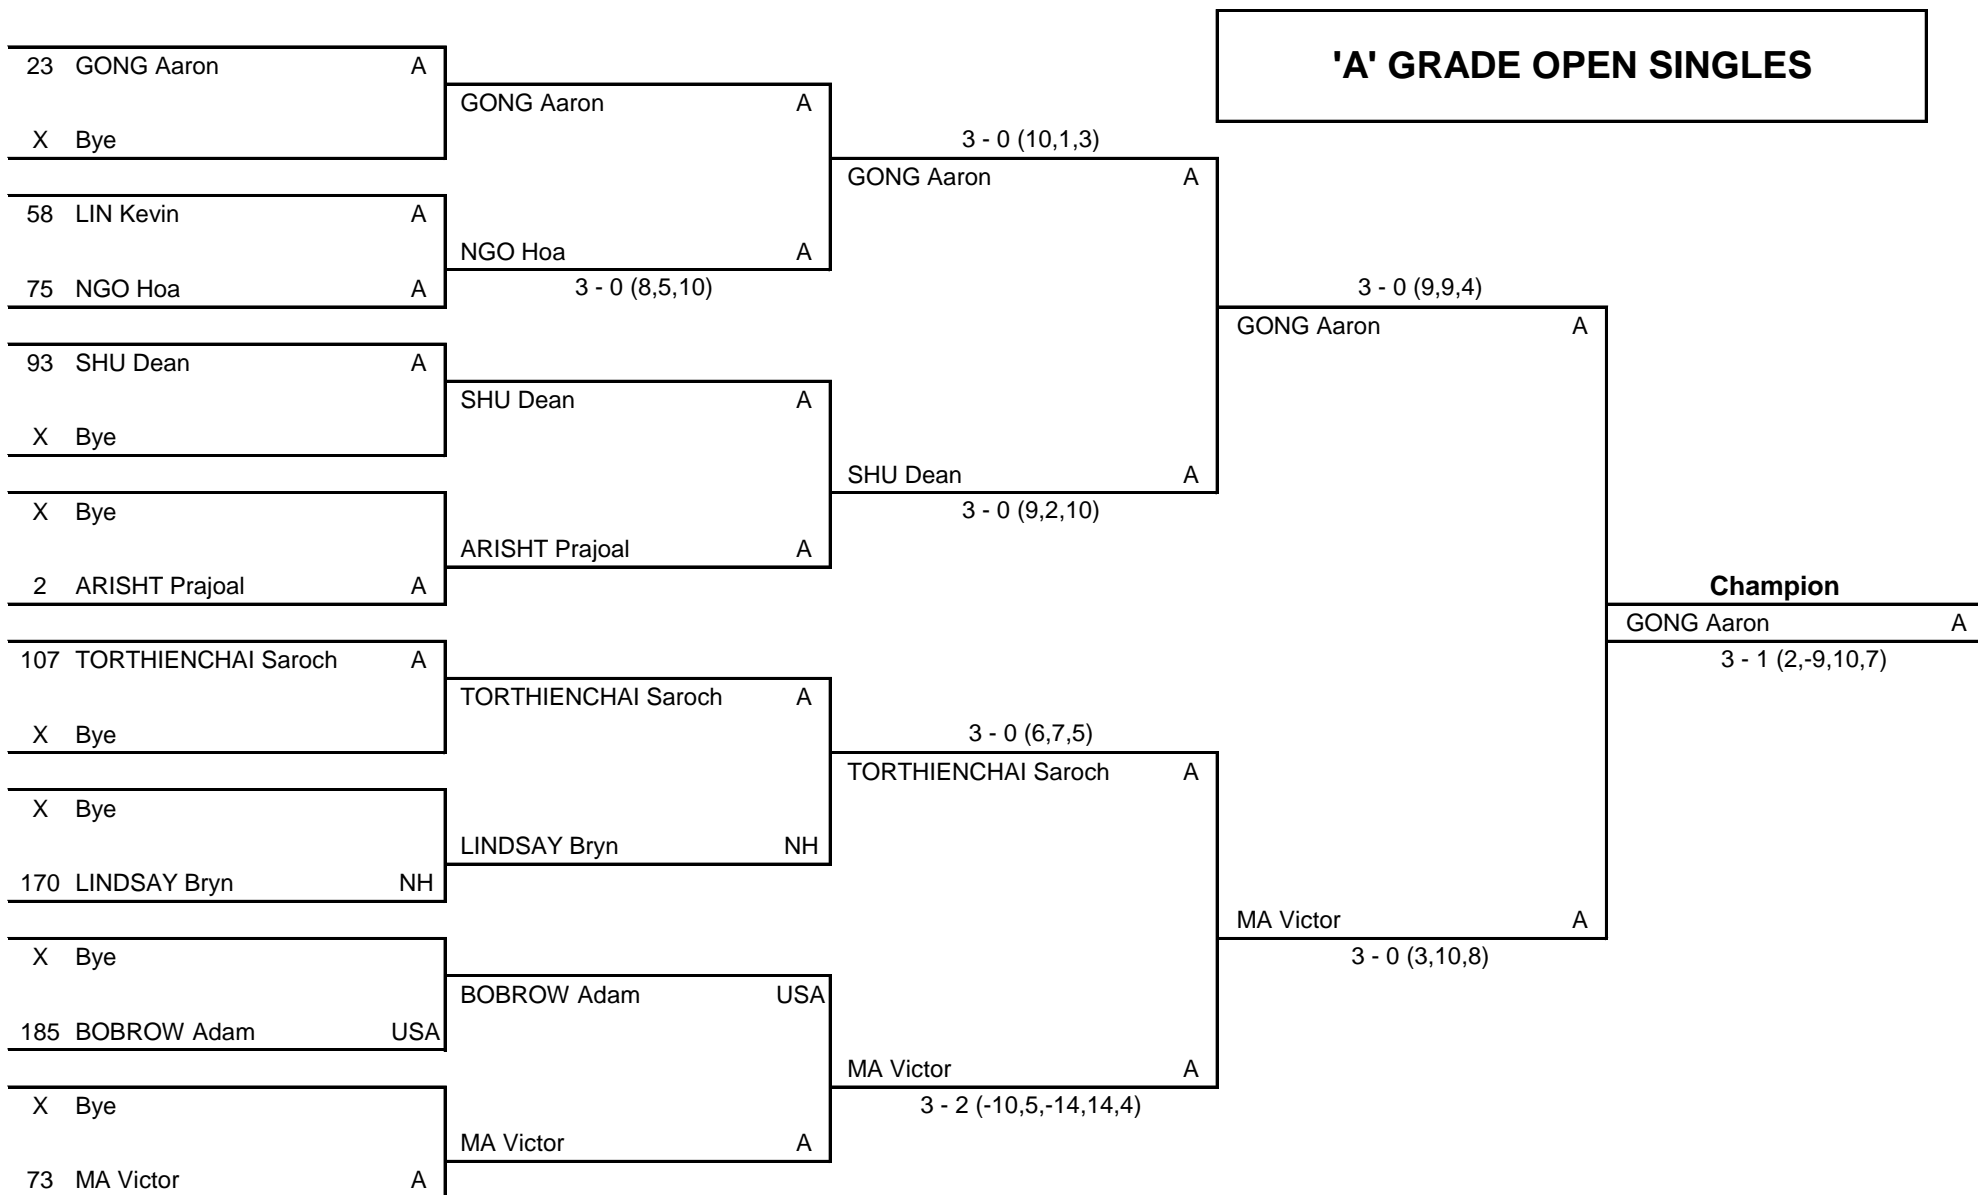 'A' GRADE OPEN SINGLES
23 GONG Aaron A
GONG Aaron A
X Bye
3 - 0 (10,1,3)
GONG Aaron A
58 LIN Kevin A
NGO Hoa A
75 NGO Hoa A
3 - 0 (8,5,10)
3 - 0 (9,9,4)
GONG Aaron A
93 SHU Dean A
SHU Dean A
X Bye
SHU Dean A
X Bye
3 - 0 (9,2,10)
ARISHT Prajoal A
2 ARISHT Prajoal A
Champion
GONG Aaron A
107 TORTHIENCHAI Saroch A
3 - 1 (2,-9,10,7)
TORTHIENCHAI Saroch A
X Bye
3 - 0 (6,7,5)
TORTHIENCHAI Saroch A
X Bye
LINDSAY Bryn NH
170 LINDSAY Bryn NH
MA Victor A
X Bye
3 - 0 (3,10,8)
BOBROW Adam USA
185 BOBROW Adam USA
MA Victor A
X Bye
3 - 2 (-10,5,-14,14,4)
MA Victor A
73 MA Victor A